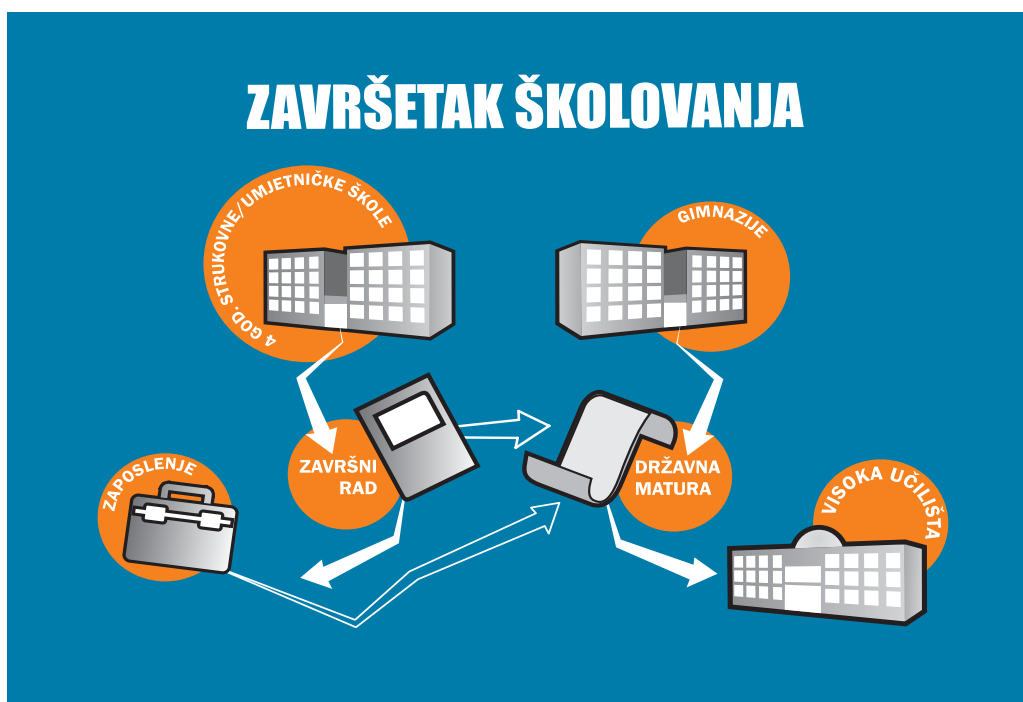 ZAVRŠETAK ŠKOLOVANJA
4 GOD. STRUKOVNE/UMJETNIČKE ŠKOLE
GIMNAZIJE
ZAVRŠNI
RAD
DRŽAVNA
MATURA
ZAPOSLENJE
VISOKA UČILIŠTA